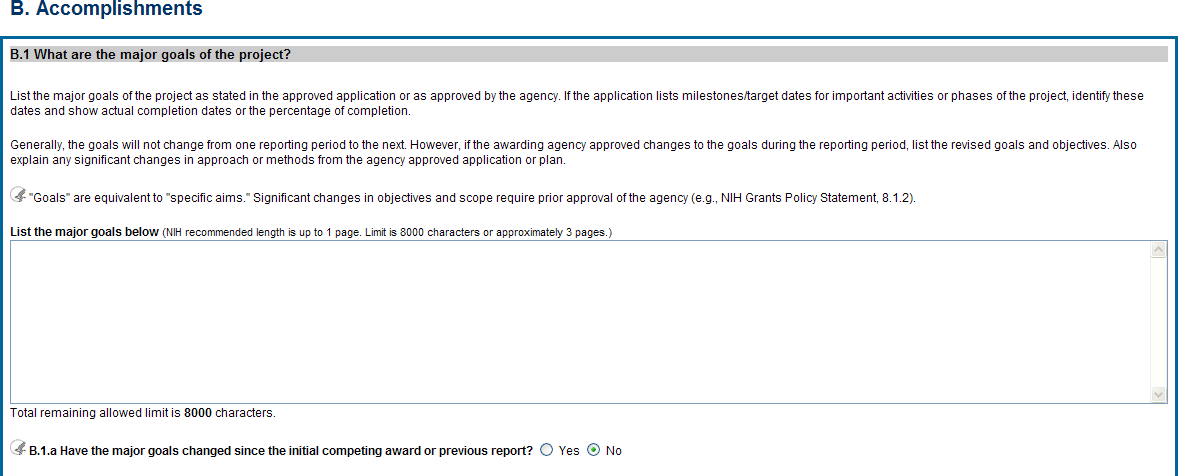 B. Accomplishments
B.1 What are the major goals of the project?
List the major goals of the project as stated in the approved application or as approved by the agency. If the application lists milestones/target dates for important activities or phases of the project, identify these
dates and show actual completion dates or the percentage of completion.
Generally, the goals will not change from one reporting period to the next. However, if the awarding agency approved changes to the goals during the reporting period, list the revised goals and objectives. Also
explain any significant changes in approach or methods from the agency approved application or plan.
"Goals" are equivalent to "specific aims." Significant changes in objectives and scope require prior approval of the agency (e.g., NIH Grants Policy Statement, 8.1.2).
List the major goals below (NIH recommended length is up to 1 page. Limit is 8000 characters or approximately 3 pages.)
Total remaining allowed limit is 8000 characters.
B.1.a Have the major goals changed since the initial competing award or previous report? Yes No